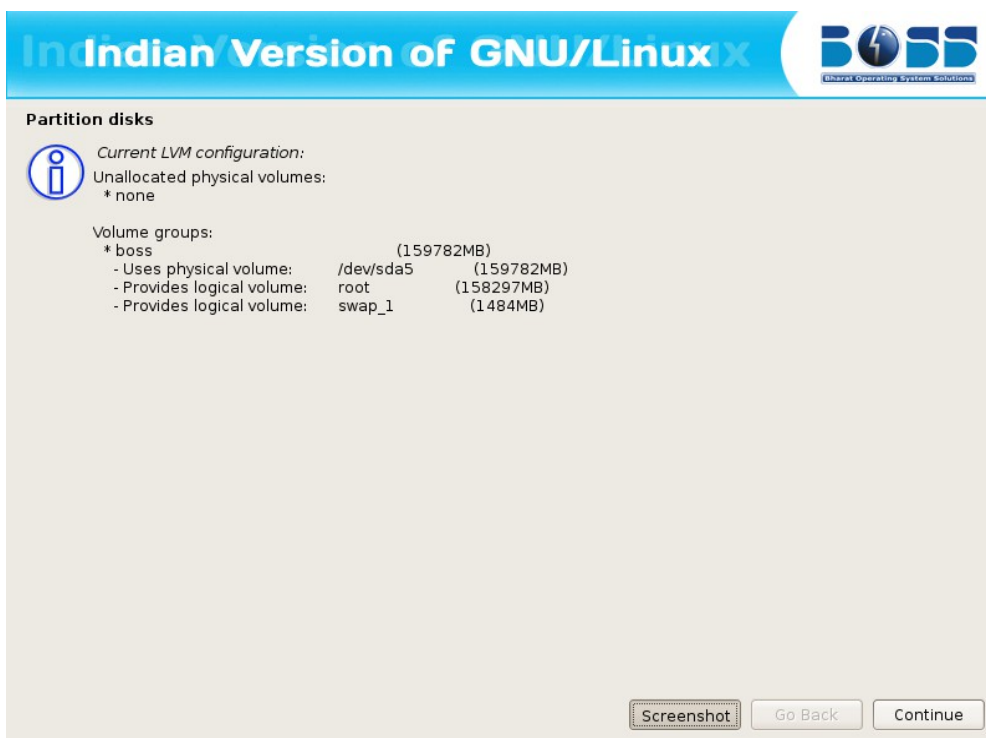 Indian Version of GNU/Linux
BOSS
Bharat Operating System Solutions
Partition disks
Current LVM configuration:
Unallocated physical volumes:
* none
Volume groups:
* boss (159782MB)
- Uses physical volume: /dev/sda5 (159782MB)
- Provides logical volume: root (158297MB)
- Provides logical volume: swap_1 (1484MB)
Screenshot Go Back Continue